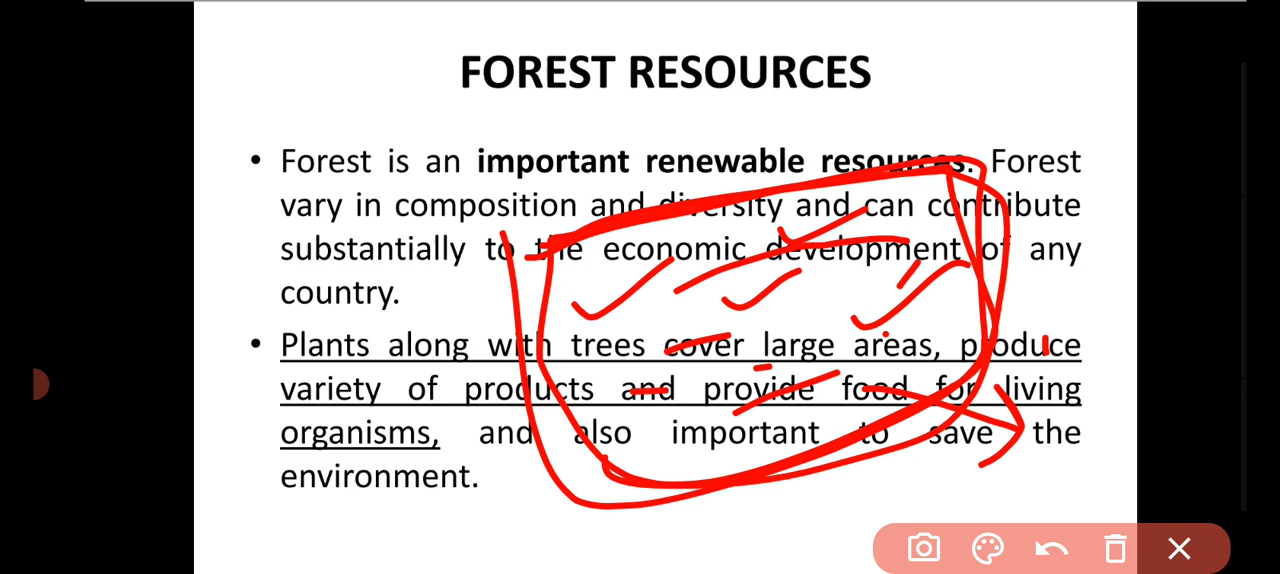 FOREST RESOURCES
• Forest is an important renewable resources. Forest
vary in composition and diversity and can contribute
substantially to the economic development of any
country.
• Plants along with trees cover large areas, produce
variety of products and provide food for living
organisms, and also important to save the
environment.